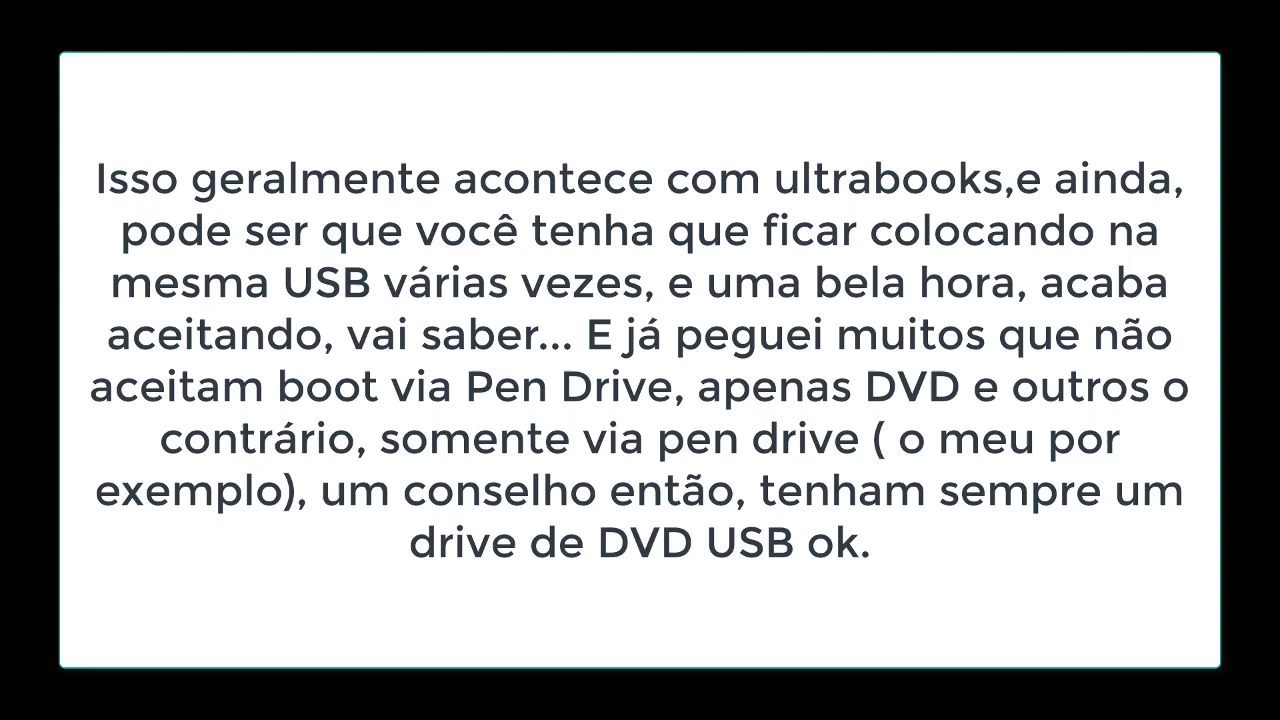 Isso geralmente acontece com ultrabooks,e ainda,
pode ser que você tenha que ficar colocando na
mesma USB várias vezes, e uma bela hora, acaba
aceitando, vai saber... E já peguei muitos que não
aceitam boot via Pen Drive, apenas DVD e outros o
contrário, somente via pen drive ( o meu por
exemplo), um conselho então, tenham sempre um
drive de DVD USB ok.